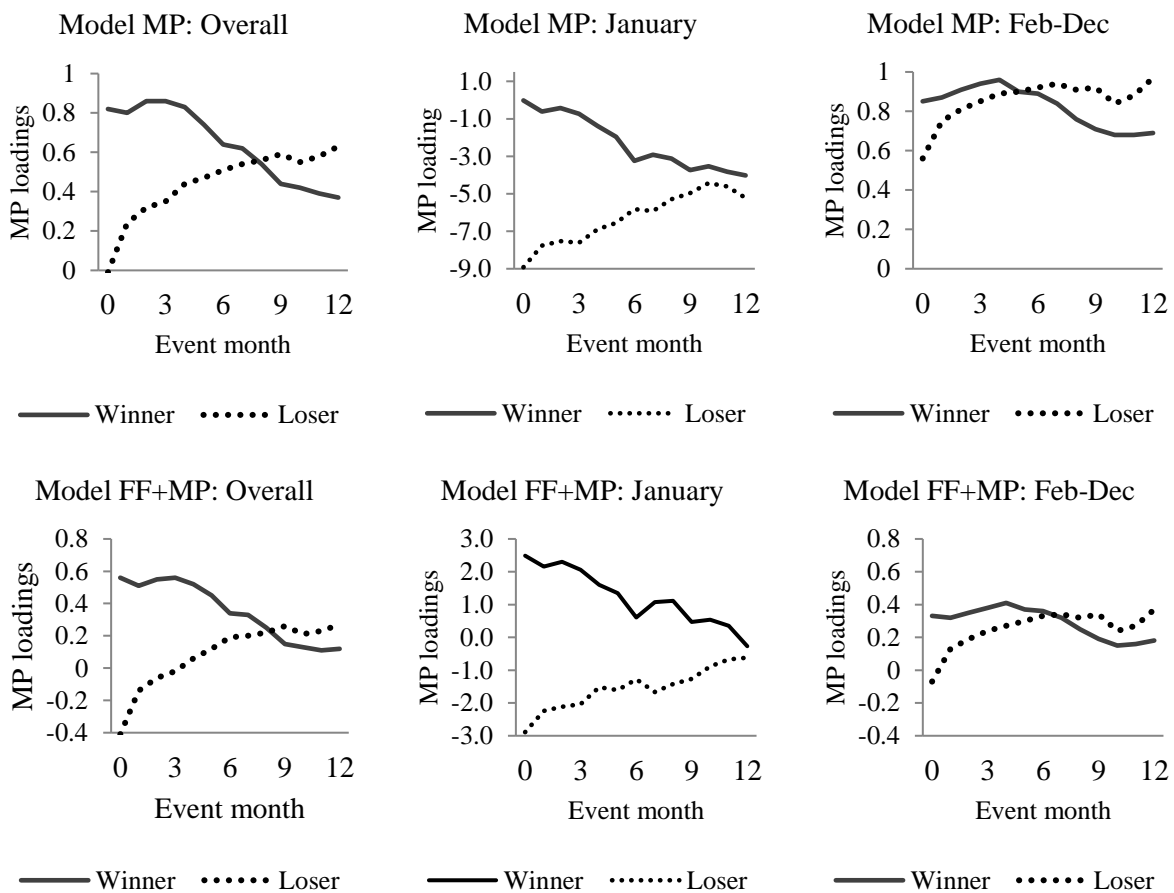 Model MP: Overall
MP loadings
1
0.8
0.6
0.4
0.2
0
0 3 6 9 12
Event month
Winner Loser
Model MP: January
MP loading
1.0
-1.0
-3.0
-5.0
-7.0
-9.0
0 3 6 9 12
Event month
Winner Loser
Model MP: Feb-Dec
MP loadings
1
0.8
0.6
0.4
0.2
0
0 3 6 9 12
Event month
Winner Loser
Model FF+MP: Overall
MP loadings
0.8
0.6
0.4
0.2
0
-0.2
-0.4
0 3 6 9 12
Event month
Winner Loser
Model FF+MP: January
MP loadings
3.0
2.0
1.0
0.0
-1.0
-2.0
-3.0
0 3 6 9 12
Event month
Winner Loser
Model FF+MP: Feb-Dec
MP loadings
0.8
0.6
0.4
0.2
0
-0.2
-0.4
0 3 6 9 12
Event month
Winner Loser